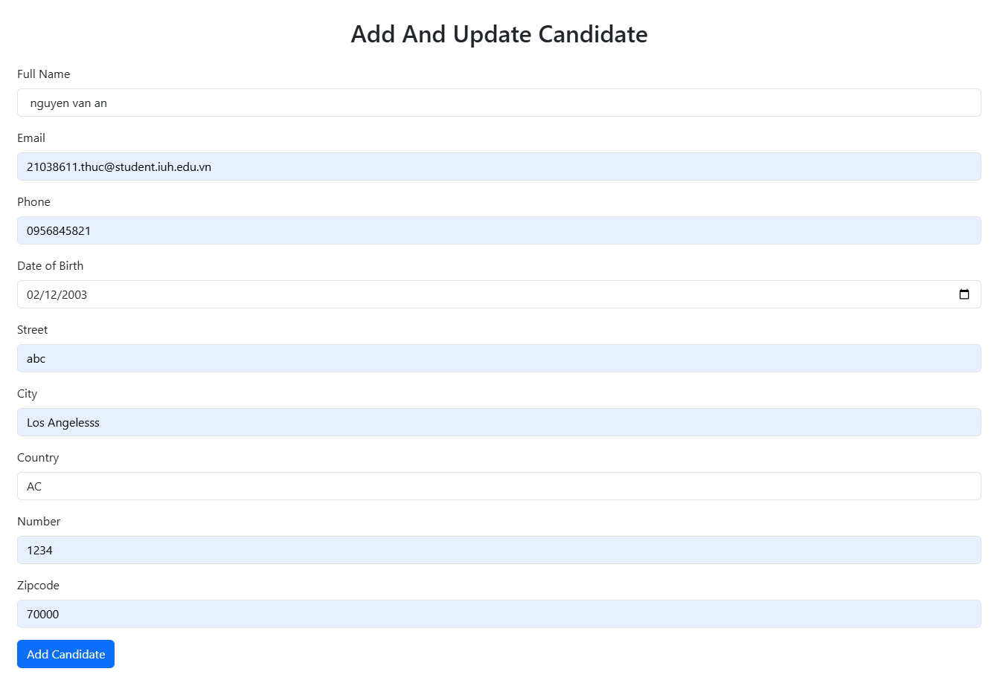 Add And Update Candidate
Full Name
nguyen van an
Email
21038611.thuc@student.iuh.edu.vn
Phone
0956845821
Date of Birth
02/12/2003
Street
abc
City
Los Angelesss
Country
AC
Number
1234
Zipcode
70000
Add Candidate